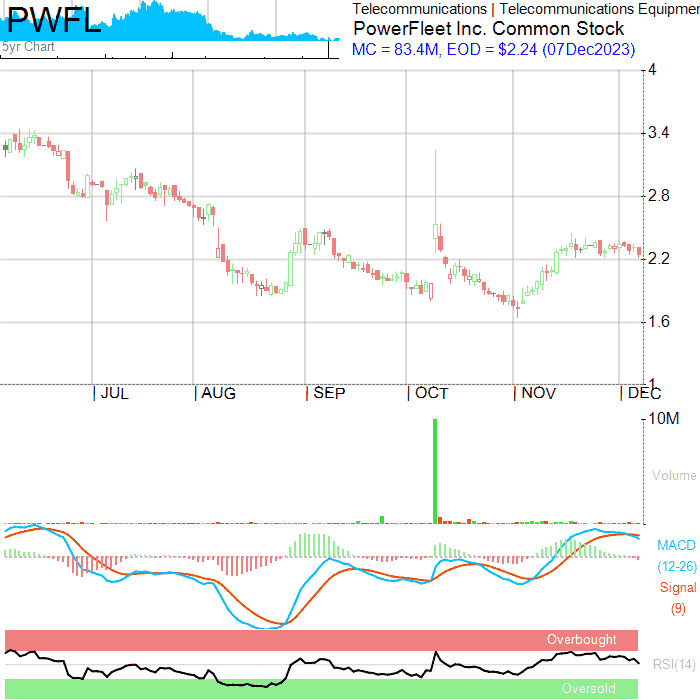 PWFL
5yr Chart
Telecommunications | Telecommunications Equipmen
PowerFleet Inc. Common Stock
MC = 83.4M, EOD = $2.24 (07Dec2023)
4
3.4
2.8
2.2
1.6
1
JUL AUG SEP OCT NOV DEC
10M
Volume
MACD
(12-26)
Signal
(9)
Overbought
RSI(14)
Oversold